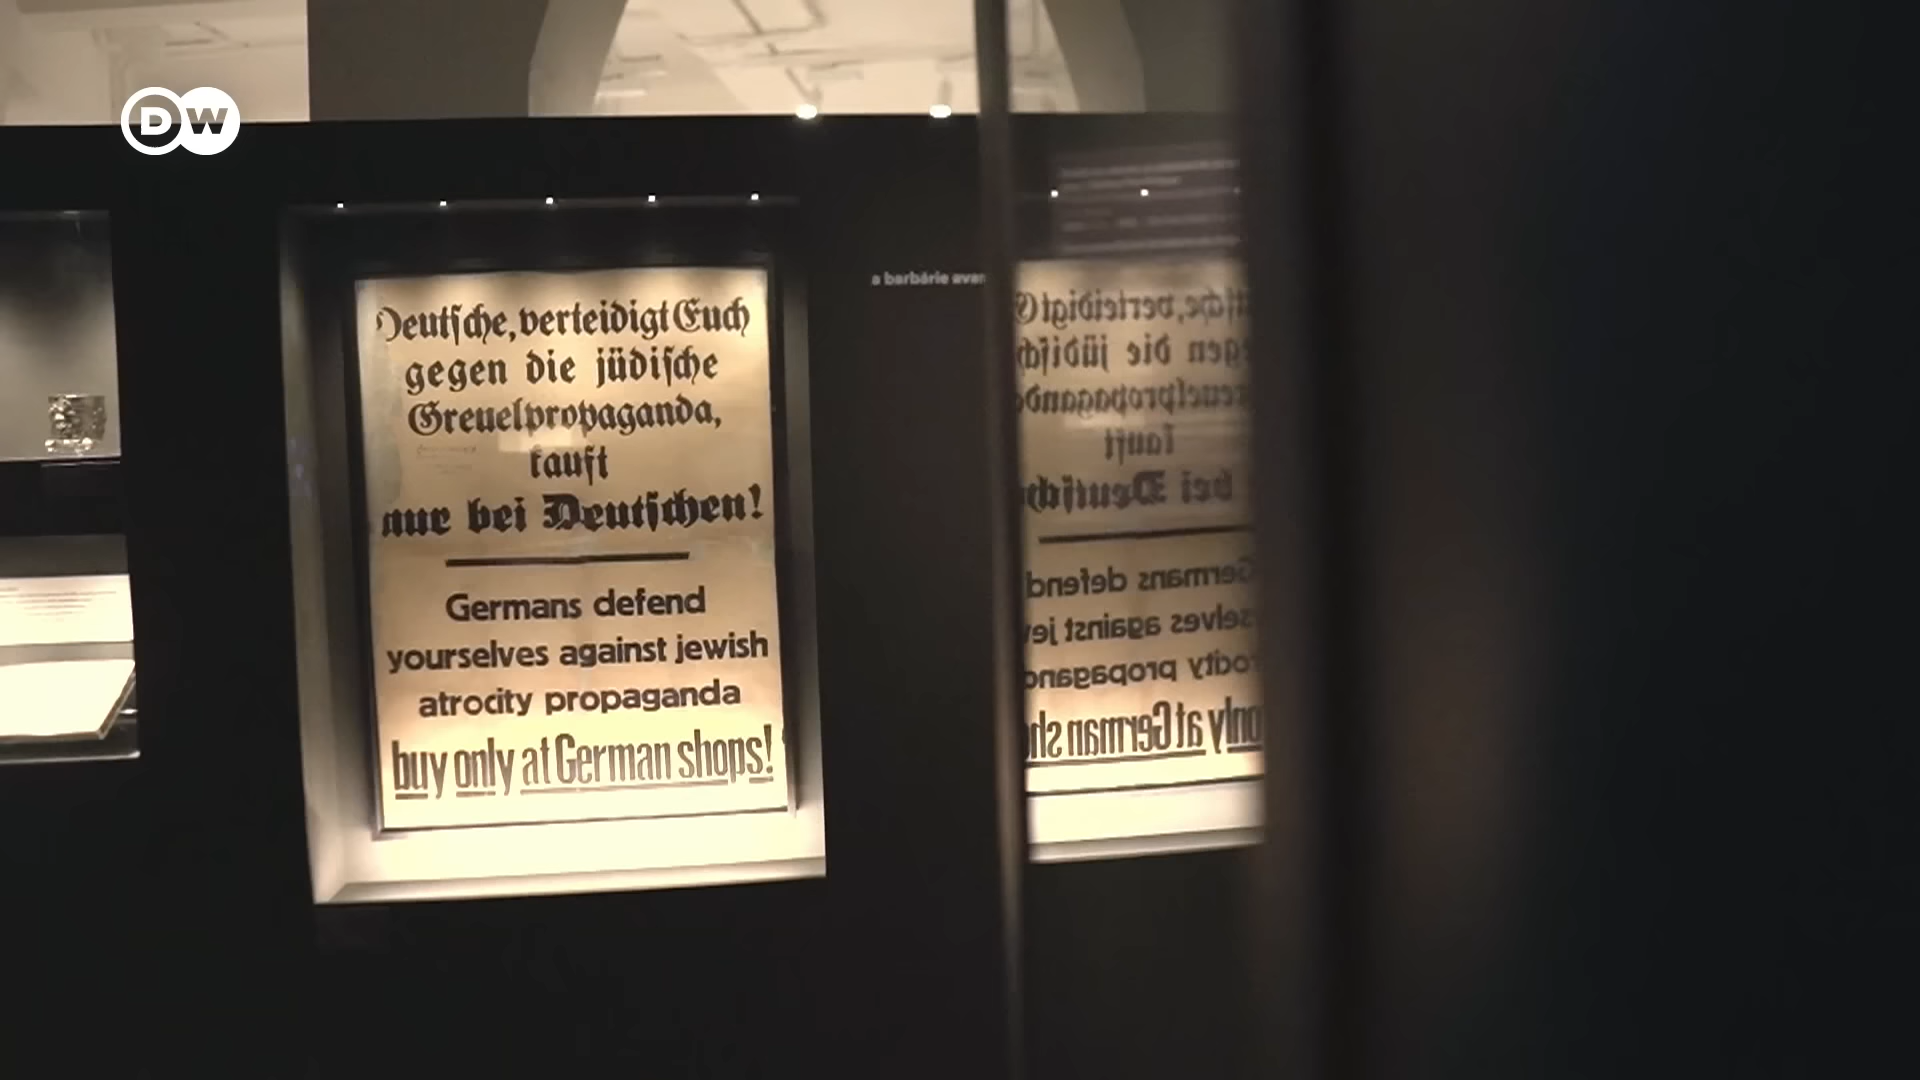 DW
Deutsche, verteidigt Euch
gegen die jüdische
Greuelpropaganda,
kauft
nur bei Deutschen!
Germans defend
yourselves against jewish
atrocity propaganda
buy only at German shops!
a barbárie